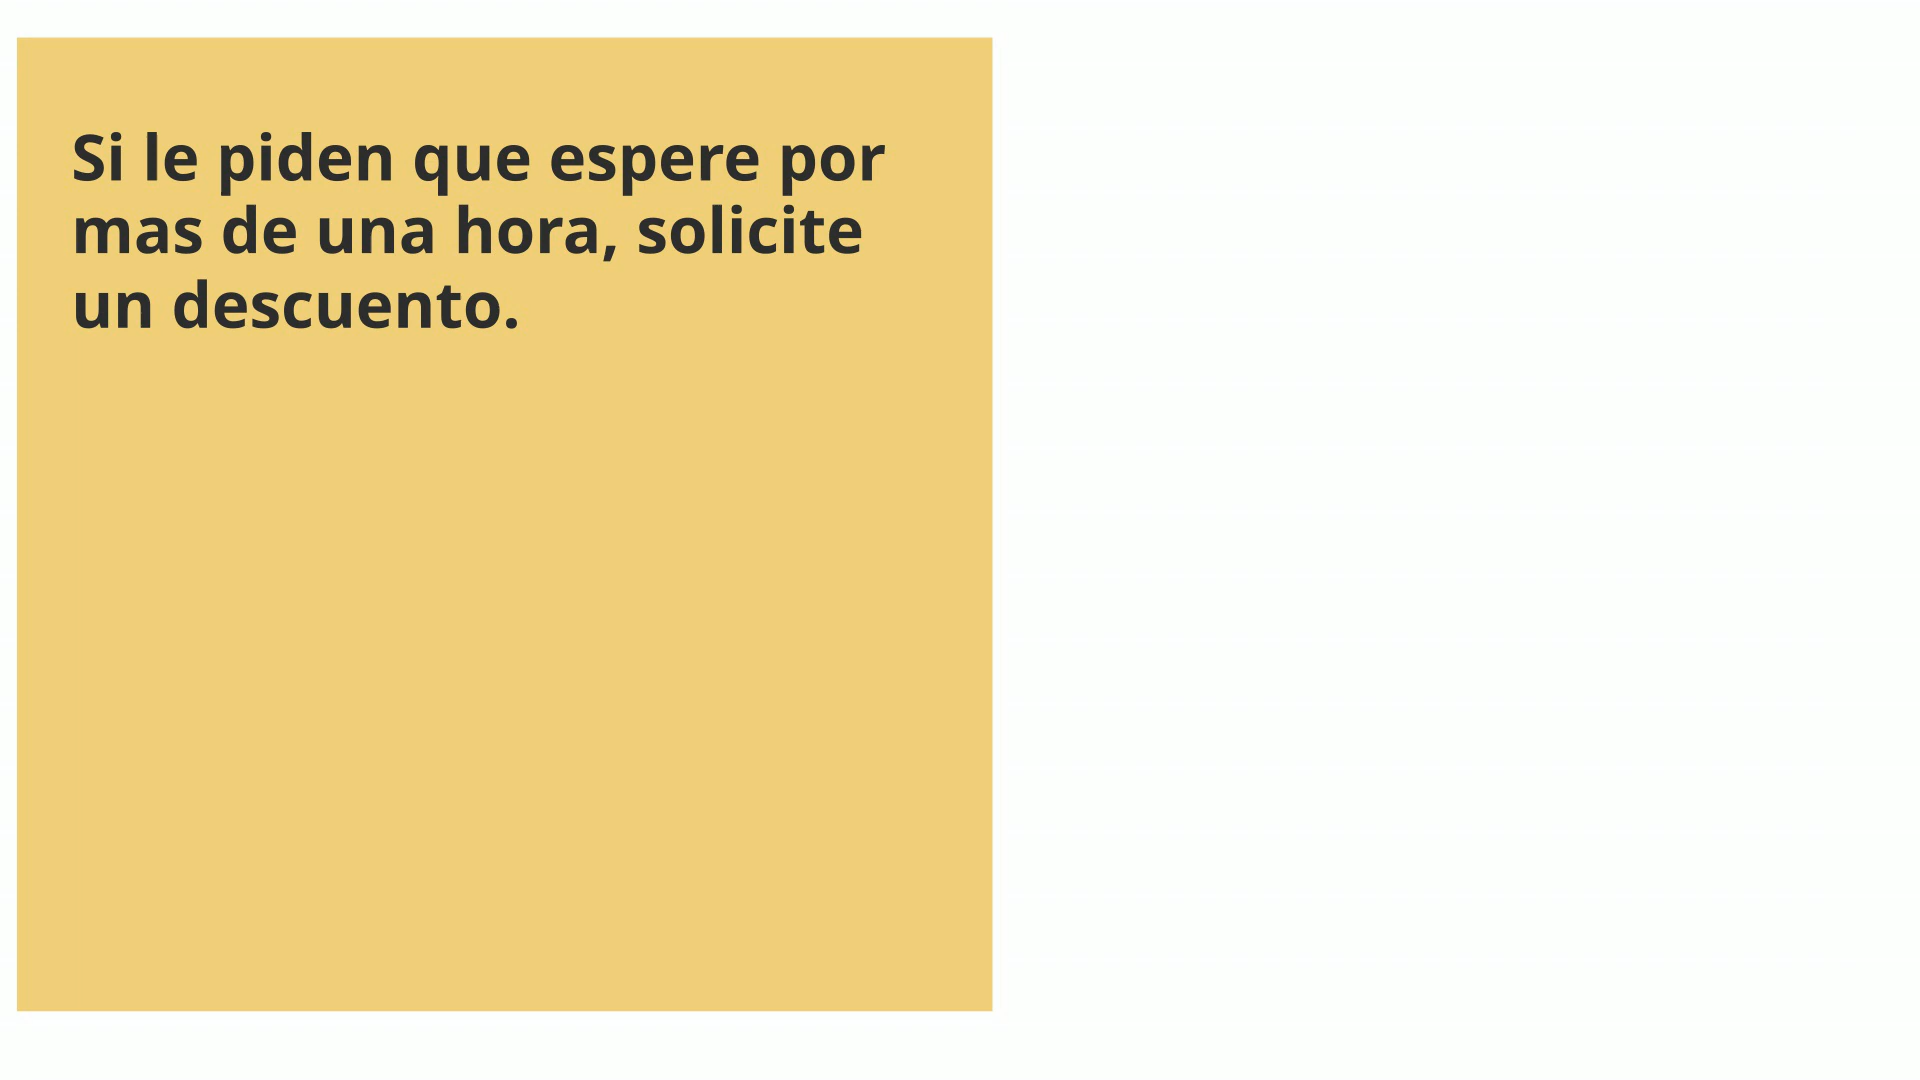 Si le piden que espere por
mas de una hora, solicite
un descuento.